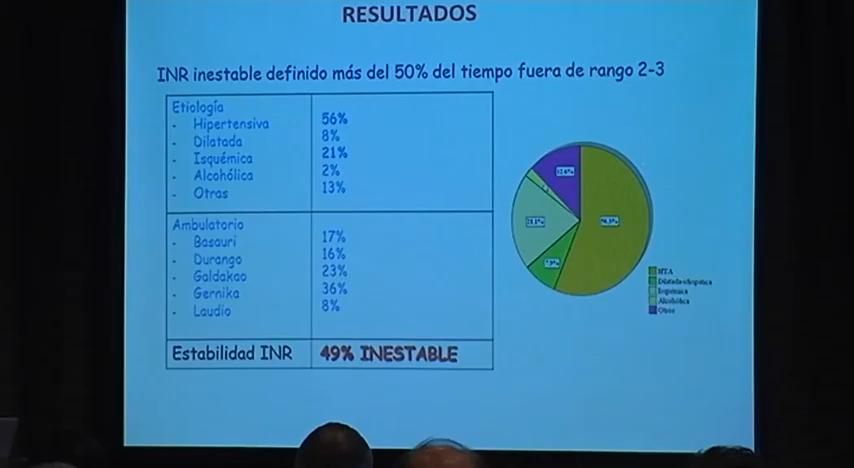 RESULTADOS
INR inestable definido más del 50% del tiempo fuera de rango 2-3
Etiología
- Hipertensiva 56%
- Dilatada 8%
- Isquémica 21%
- Alcohólica 2%
- Otras 13%
Ambulatorio
- Basauri 17%
- Durango 16%
- Galdakao 23%
- Gernika 36%
- Laudio 8%
Estabilidad INR 49% INESTABLE
HTA
Isquémica
Alcohólica
Otras